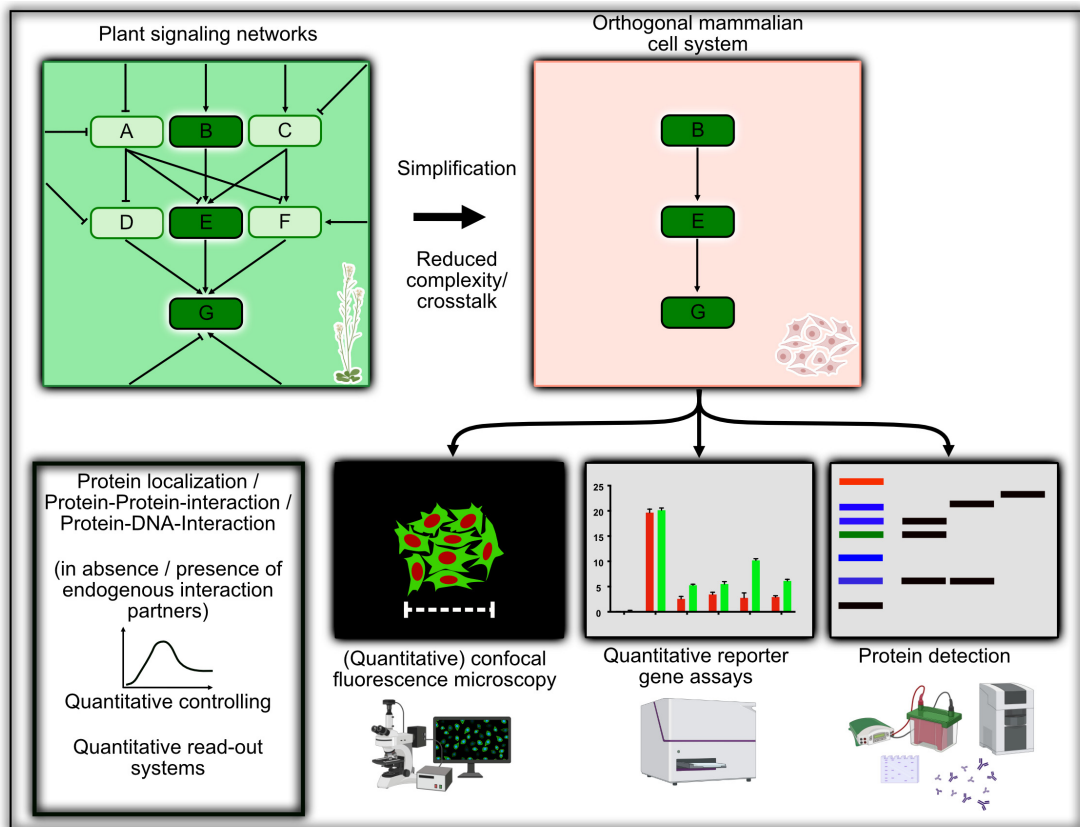 Plant signaling networks
Orthogonal mammalian
cell system
A
B
C
D
E
F
G
Simplification
Reduced
complexity/
crosstalk
B
E
G
Protein localization /
Protein-Protein-interaction /
Protein-DNA-Interaction
(in absence / presence of
endogenous interaction
partners)
Quantitative controlling
Quantitative read-out
systems
25
20
15
10
5
0
(Quantitative) confocal
fluorescence microscopy
Quantitative reporter
gene assays
Protein detection